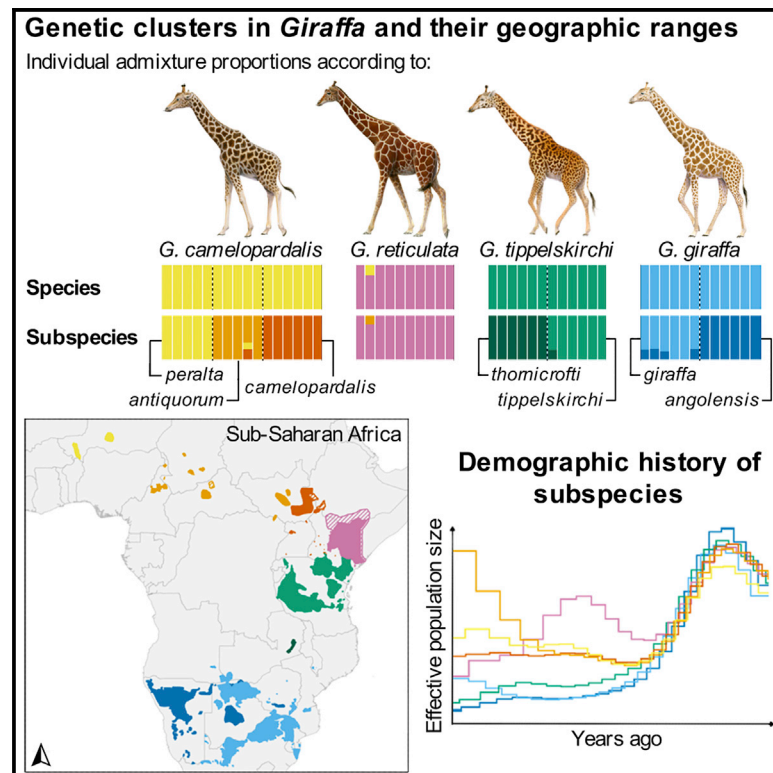 Genetic clusters in Giraffa and their geographic ranges
Individual admixture proportions according to:
G. camelopardalis G. reticulata G. tippelskirchi G. giraffa
Species
Subspecies
peralta
antiquorum
camelopardalis
thornicrofti
tippelskirchi
giraffa
angolensis
Sub-Saharan Africa
Demographic history of
subspecies
Effective population size
Years ago